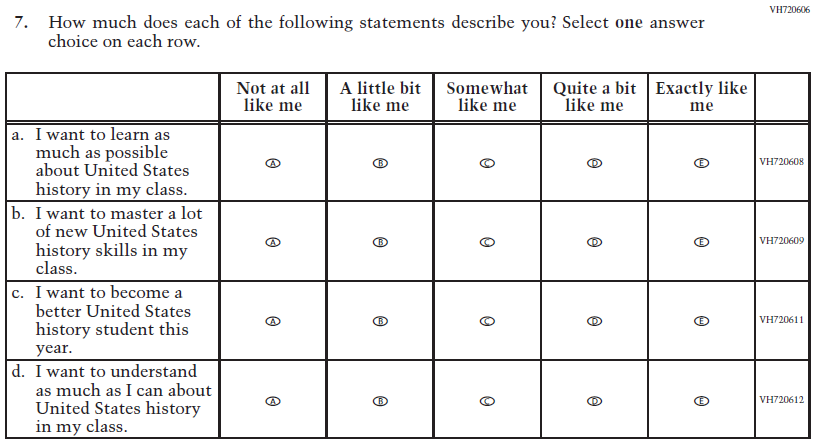 VH720606
7. How much does each of the following statements describe you? Select one answer
choice on each row.
Not at all
like me
A little bit
like me
Somewhat
like me
Quite a bit
like me
Exactly like
me
a. I want to learn as
much as possible
about United States
history in my class.
A B C D E
VH720608
b. I want to master a lot
of new United States
history skills in my
class.
A B C D E
VH720609
c. I want to become a
better United States
history student this
year.
A B C D E
VH720611
d. I want to understand
as much as I can about
United States history
in my class.
A B C D E
VH720612